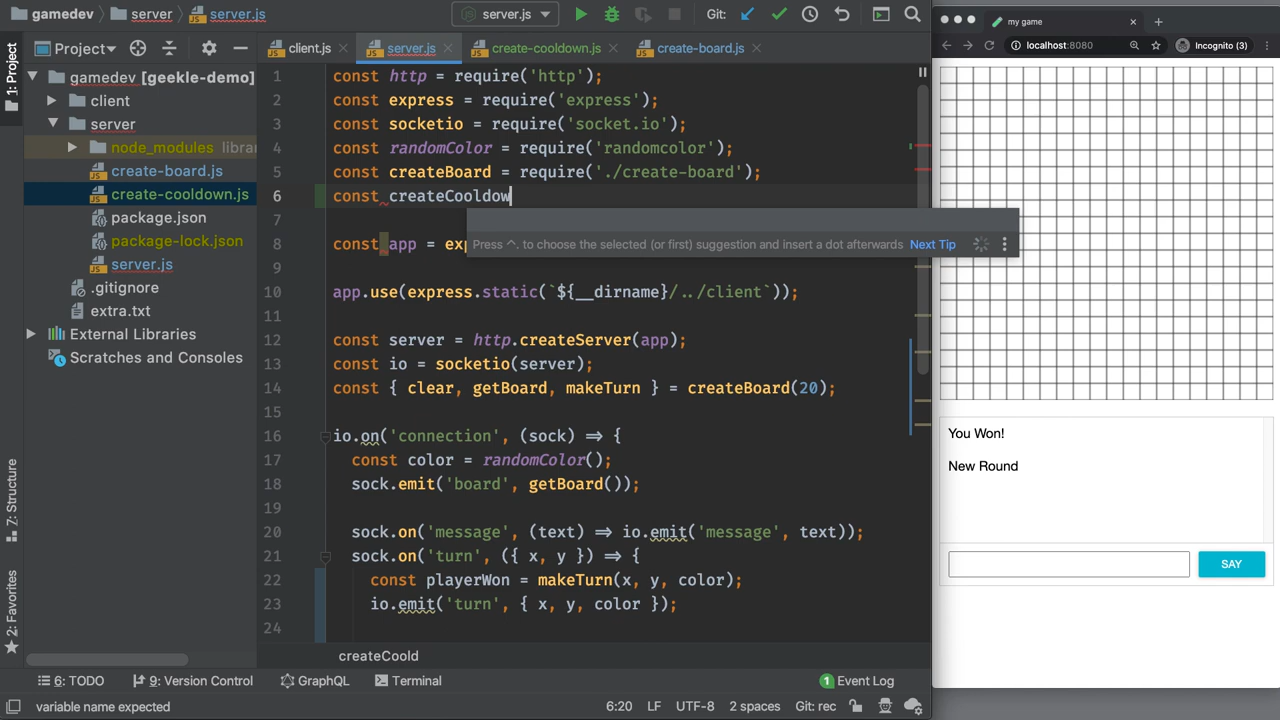 gamedev server server.js
server.js
Git:
my game
localhost:8080
Incognito (3)
1: Project
7: Structure
2: Favorites
Project
client.js
server.js
create-cooldown.js
create-board.js
gamedev [geekle-demo]
client
server
node_modules libra
create-board.js
create-cooldown.js
package.json
package-lock.json
server.js
.gitignore
extra.txt
External Libraries
Scratches and Consoles
1 const http = require('http');
2 const express = require('express');
3 const socketio = require('socket.io');
4 const randomColor = require('randomcolor');
5 const createBoard = require('./create-board');
6 const createCooldow
7
8 const app = exp
Press ^. to choose the selected (or first) suggestion and insert a dot afterwards Next Tip
9
10 app.use(express.static(`${__dirname}/../client`));
11
12 const server = http.createServer(app);
13 const io = socketio(server);
14 const { clear, getBoard, makeTurn } = createBoard(20);
15
16 io.on('connection', (sock) ⇒ {
17 const color = randomColor();
18 sock.emit('board', getBoard());
19
20 sock.on('message', (text) ⇒ io.emit('message', text));
21 sock.on('turn', ({ x, y }) ⇒ {
22 const playerWon = makeTurn(x, y, color);
23 io.emit('turn', { x, y, color });
24
createCoold
You Won!
New Round
SAY
6: TODO
9: Version Control
GraphQL
Terminal
1 Event Log
variable name expected
6:20 LF UTF-8 2 spaces Git: rec